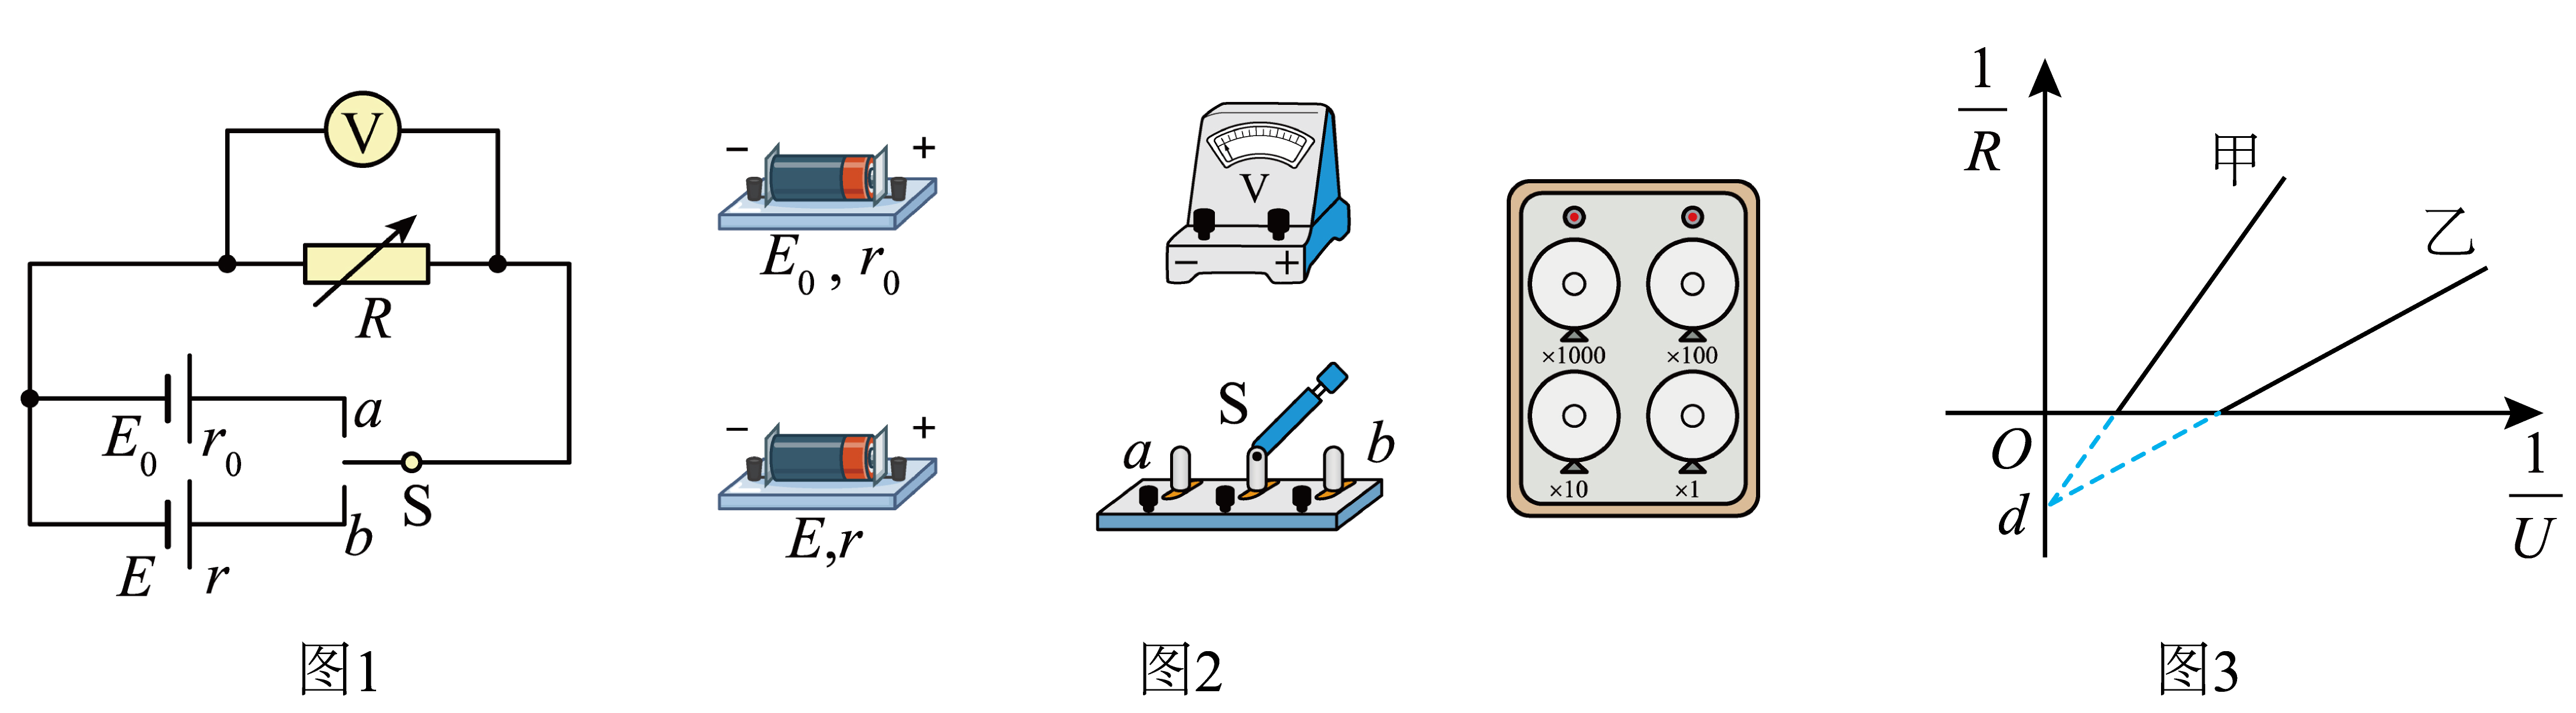 V
R
E₀ r₀
a
S
b
E r
图1
− +
E₀ , r₀
− +
E,r
V
− +
S
a b
×1000 ×100
×10 ×1
图2
1/R
甲
乙
O
d
1/U
图3